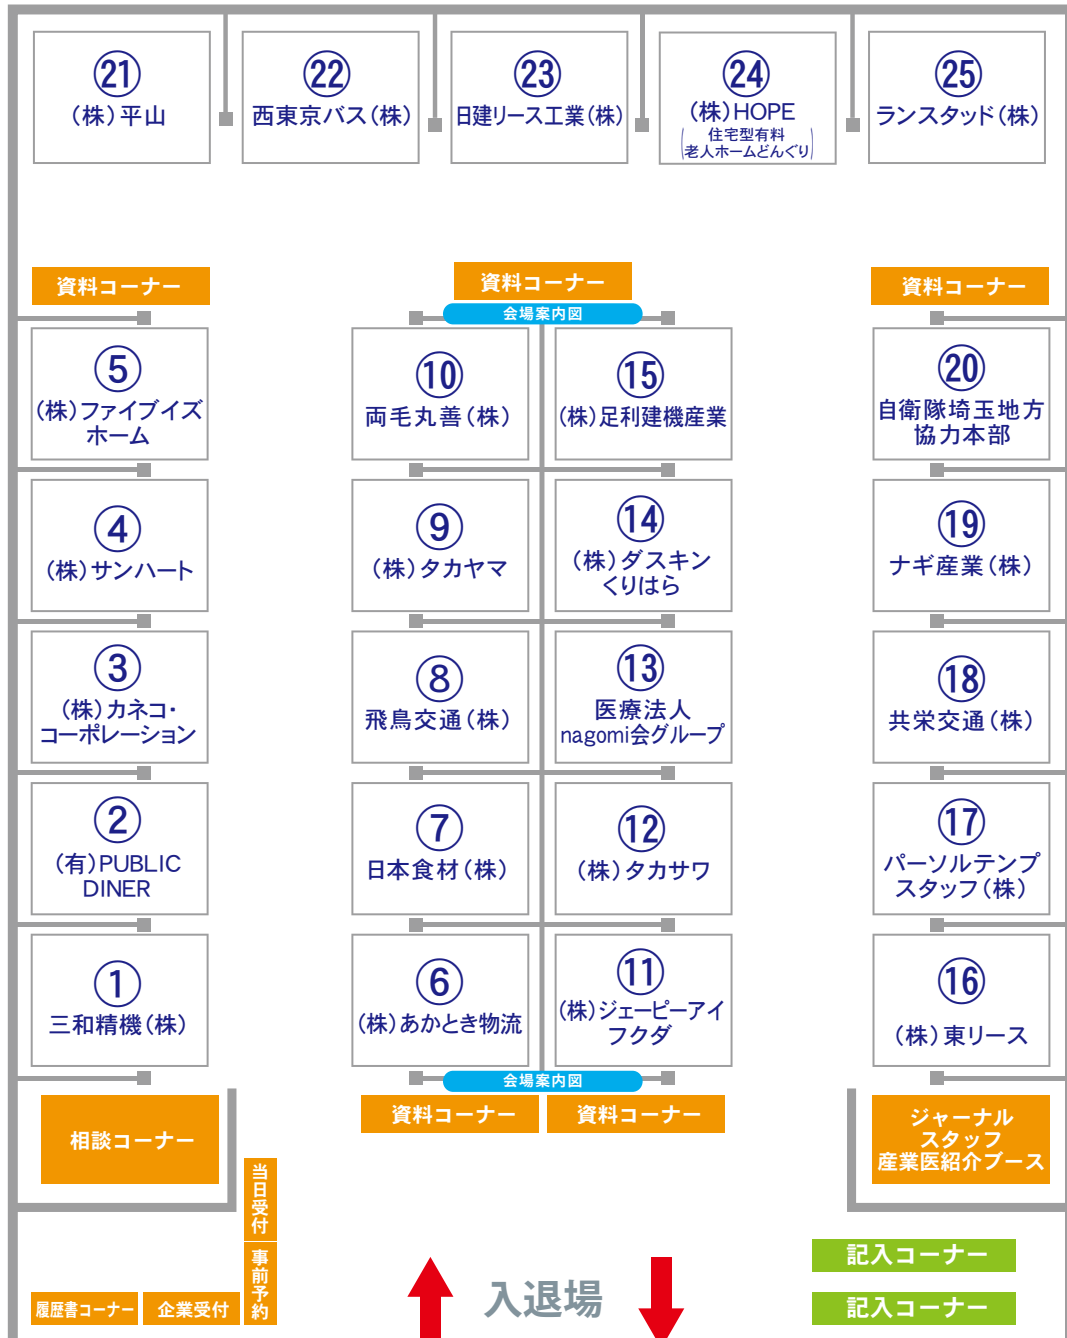 ㉑
(株)平山
㉒
西東京バス(株)
㉓
日建リース工業(株)
㉔
(株)HOPE
(住宅型有料
老人ホームどんぐり)
㉕
ランスタッド(株)
資料コーナー
資料コーナー
資料コーナー
会場案内図
⑤
(株)ファイブイズ
ホーム
⑩
両毛丸善(株)
⑮
(株)足利建機産業
⑳
自衛隊埼玉地方
協力本部
④
(株)サンハート
⑨
(株)タカヤマ
⑭
(株)ダスキン
くりはら
⑲
ナギ産業(株)
③
(株)カネコ・
コーポレーション
⑧
飛鳥交通(株)
⑬
医療法人
nagomi会グループ
⑱
共栄交通(株)
②
(有)PUBLIC
DINER
⑦
日本食材(株)
⑫
(株)タカサワ
⑰
パーソルテンプ
スタッフ(株)
①
三和精機(株)
⑥
(株)あかとき物流
⑪
(株)ジェーピーアイ
フクダ
⑯
(株)東リース
会場案内図
相談コーナー
資料コーナー
資料コーナー
ジャーナル
スタッフ
産業医紹介ブース
当日受付
事前予約
履歴書コーナー
企業受付
入退場
記入コーナー
記入コーナー